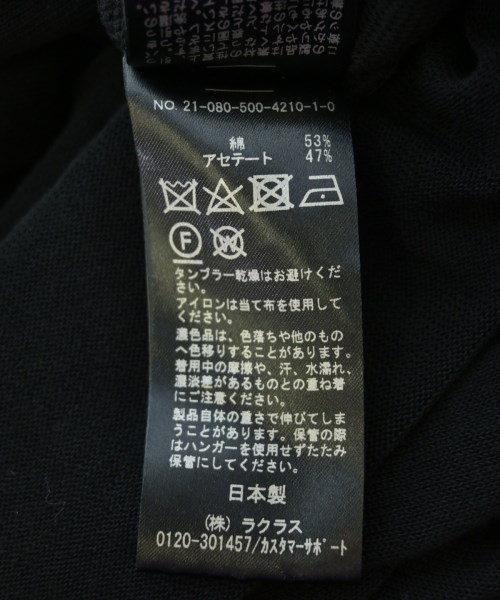 NO. 21-080-500-4210-1-0
綿 53%
アセテート 47%
F W
タンブラー乾燥はお避けくだ
さい。
アイロンは当て布を使用して
ください。
濃色品は、色落ちや他のもの
へ色移りすることがあります。
着用中の摩擦や、汗、水濡れ、
濃淡差があるものとの重ね着
にご注意ください。
製品自体の重さで伸びてしま
うことがあります。保管の際
はハンガーを使用せずたたみ
保管にしてください。
日本製
(株) ラクラス
0120-301457/カスタマーサポート